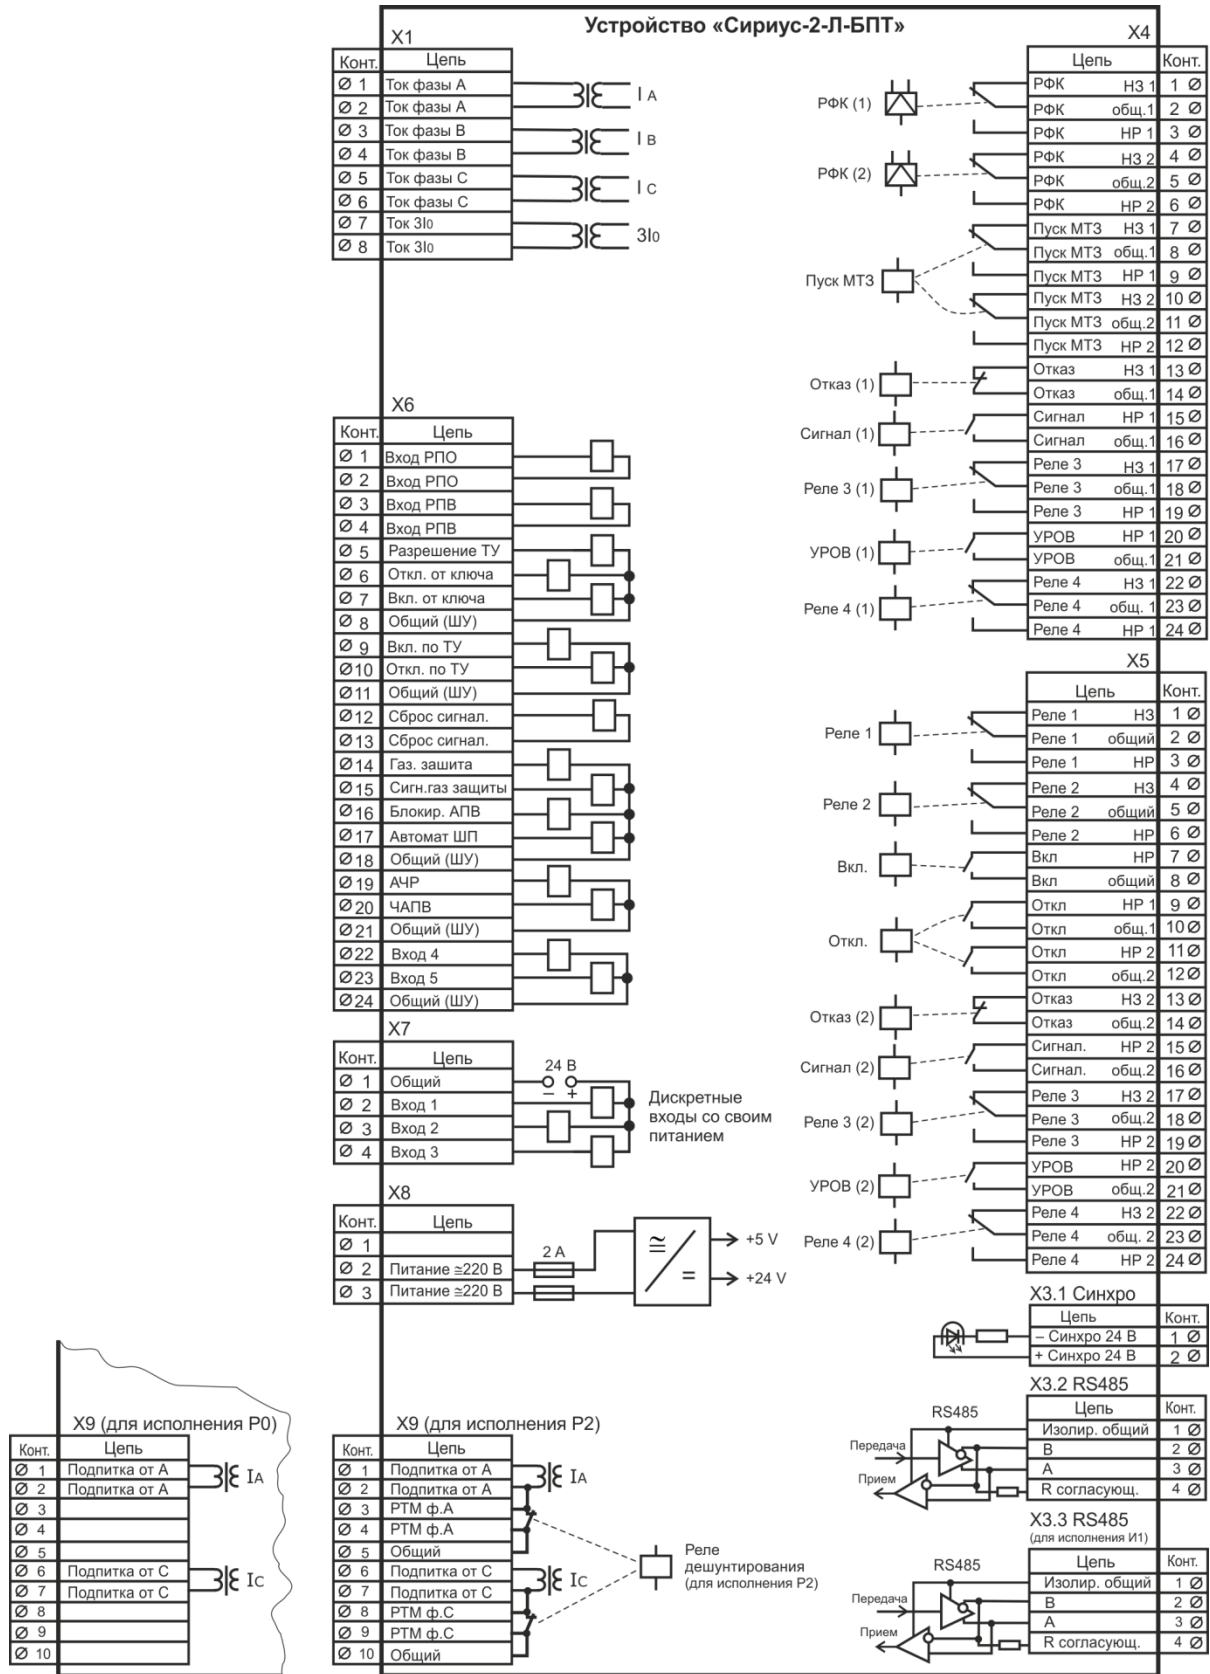 Устройство «Сириус-2-Л-БПТ»
X1
Конт. Цепь
Ø 1 Ток фазы А
Ø 2 Ток фазы А
Ø 3 Ток фазы В
Ø 4 Ток фазы В
Ø 5 Ток фазы С
Ø 6 Ток фазы С
Ø 7 Ток 3I0
Ø 8 Ток 3I0
I А
I В
I С
3I0
X6
Конт. Цепь
Ø 1 Вход РПО
Ø 2 Вход РПО
Ø 3 Вход РПВ
Ø 4 Вход РПВ
Ø 5 Разрешение ТУ
Ø 6 Откл. от ключа
Ø 7 Вкл. от ключа
Ø 8 Общий (ШУ)
Ø 9 Вкл. по ТУ
Ø 10 Откл. по ТУ
Ø 11 Общий (ШУ)
Ø 12 Сброс сигнал.
Ø 13 Сброс сигнал.
Ø 14 Газ. зашита
Ø 15 Сигн.газ защиты
Ø 16 Блокир. АПВ
Ø 17 Автомат ШП
Ø 18 Общий (ШУ)
Ø 19 АЧР
Ø 20 ЧАПВ
Ø 21 Общий (ШУ)
Ø 22 Вход 4
Ø 23 Вход 5
Ø 24 Общий (ШУ)
X7
Конт. Цепь
Ø 1 Общий
Ø 2 Вход 1
Ø 3 Вход 2
Ø 4 Вход 3
24 В
– +
Дискретные
входы со своим
питанием
X8
Конт. Цепь
Ø 1
Ø 2 Питание ≅220 В
Ø 3 Питание ≅220 В
2 А
≅
=
+5 V
+24 V
X9 (для исполнения Р0)
Конт. Цепь
Ø 1 Подпитка от А
Ø 2 Подпитка от А
Ø 3
Ø 4
Ø 5
Ø 6 Подпитка от С
Ø 7 Подпитка от С
Ø 8
Ø 9
Ø 10
IА
IС
X9 (для исполнения Р2)
Конт. Цепь
Ø 1 Подпитка от А
Ø 2 Подпитка от А
Ø 3 РТМ ф.А
Ø 4 РТМ ф.А
Ø 5 Общий
Ø 6 Подпитка от С
Ø 7 Подпитка от С
Ø 8 РТМ ф.С
Ø 9 РТМ ф.С
Ø 10 Общий
IА
IС
Реле
дешунтирования
(для исполнения Р2)
X4
Цепь Конт.
РФК НЗ 1 1 Ø
РФК общ.1 2 Ø
РФК НР 1 3 Ø
РФК НЗ 2 4 Ø
РФК общ.2 5 Ø
РФК НР 2 6 Ø
Пуск МТЗ НЗ 1 7 Ø
Пуск МТЗ общ.1 8 Ø
Пуск МТЗ НР 1 9 Ø
Пуск МТЗ НЗ 2 10 Ø
Пуск МТЗ общ.2 11 Ø
Пуск МТЗ НР 2 12 Ø
Отказ НЗ 1 13 Ø
Отказ общ.1 14 Ø
Сигнал НР 1 15 Ø
Сигнал общ.1 16 Ø
Реле 3 НЗ 1 17 Ø
Реле 3 общ.1 18 Ø
Реле 3 НР 1 19 Ø
УРОВ НР 1 20 Ø
УРОВ общ.1 21 Ø
Реле 4 НЗ 1 22 Ø
Реле 4 общ. 1 23 Ø
Реле 4 НР 1 24 Ø
РФК (1)
РФК (2)
Пуск МТЗ
Отказ (1)
Сигнал (1)
Реле 3 (1)
УРОВ (1)
Реле 4 (1)
X5
Цепь Конт.
Реле 1 НЗ 1 Ø
Реле 1 общий 2 Ø
Реле 1 НР 3 Ø
Реле 2 НЗ 4 Ø
Реле 2 общий 5 Ø
Реле 2 НР 6 Ø
Вкл НР 7 Ø
Вкл общий 8 Ø
Откл НР 1 9 Ø
Откл общ.1 10 Ø
Откл НР 2 11 Ø
Откл общ.2 12 Ø
Отказ НЗ 2 13 Ø
Отказ общ.2 14 Ø
Сигнал. НР 2 15 Ø
Сигнал. общ.2 16 Ø
Реле 3 НЗ 2 17 Ø
Реле 3 общ.2 18 Ø
Реле 3 НР 2 19 Ø
УРОВ НР 2 20 Ø
УРОВ общ.2 21 Ø
Реле 4 НЗ 2 22 Ø
Реле 4 общ. 2 23 Ø
Реле 4 НР 2 24 Ø
Реле 1
Реле 2
Вкл.
Откл.
Отказ (2)
Сигнал (2)
Реле 3 (2)
УРОВ (2)
Реле 4 (2)
X3.1 Синхро
Цепь Конт.
– Синхро 24 В 1 Ø
+ Синхро 24 В 2 Ø
X3.2 RS485
Цепь Конт.
Изолир. общий 1 Ø
В 2 Ø
А 3 Ø
R согласующ. 4 Ø
RS485
Передача
Прием
X3.3 RS485
(для исполнения И1)
Цепь Конт.
Изолир. общий 1 Ø
В 2 Ø
А 3 Ø
R согласующ. 4 Ø
RS485
Передача
Прием